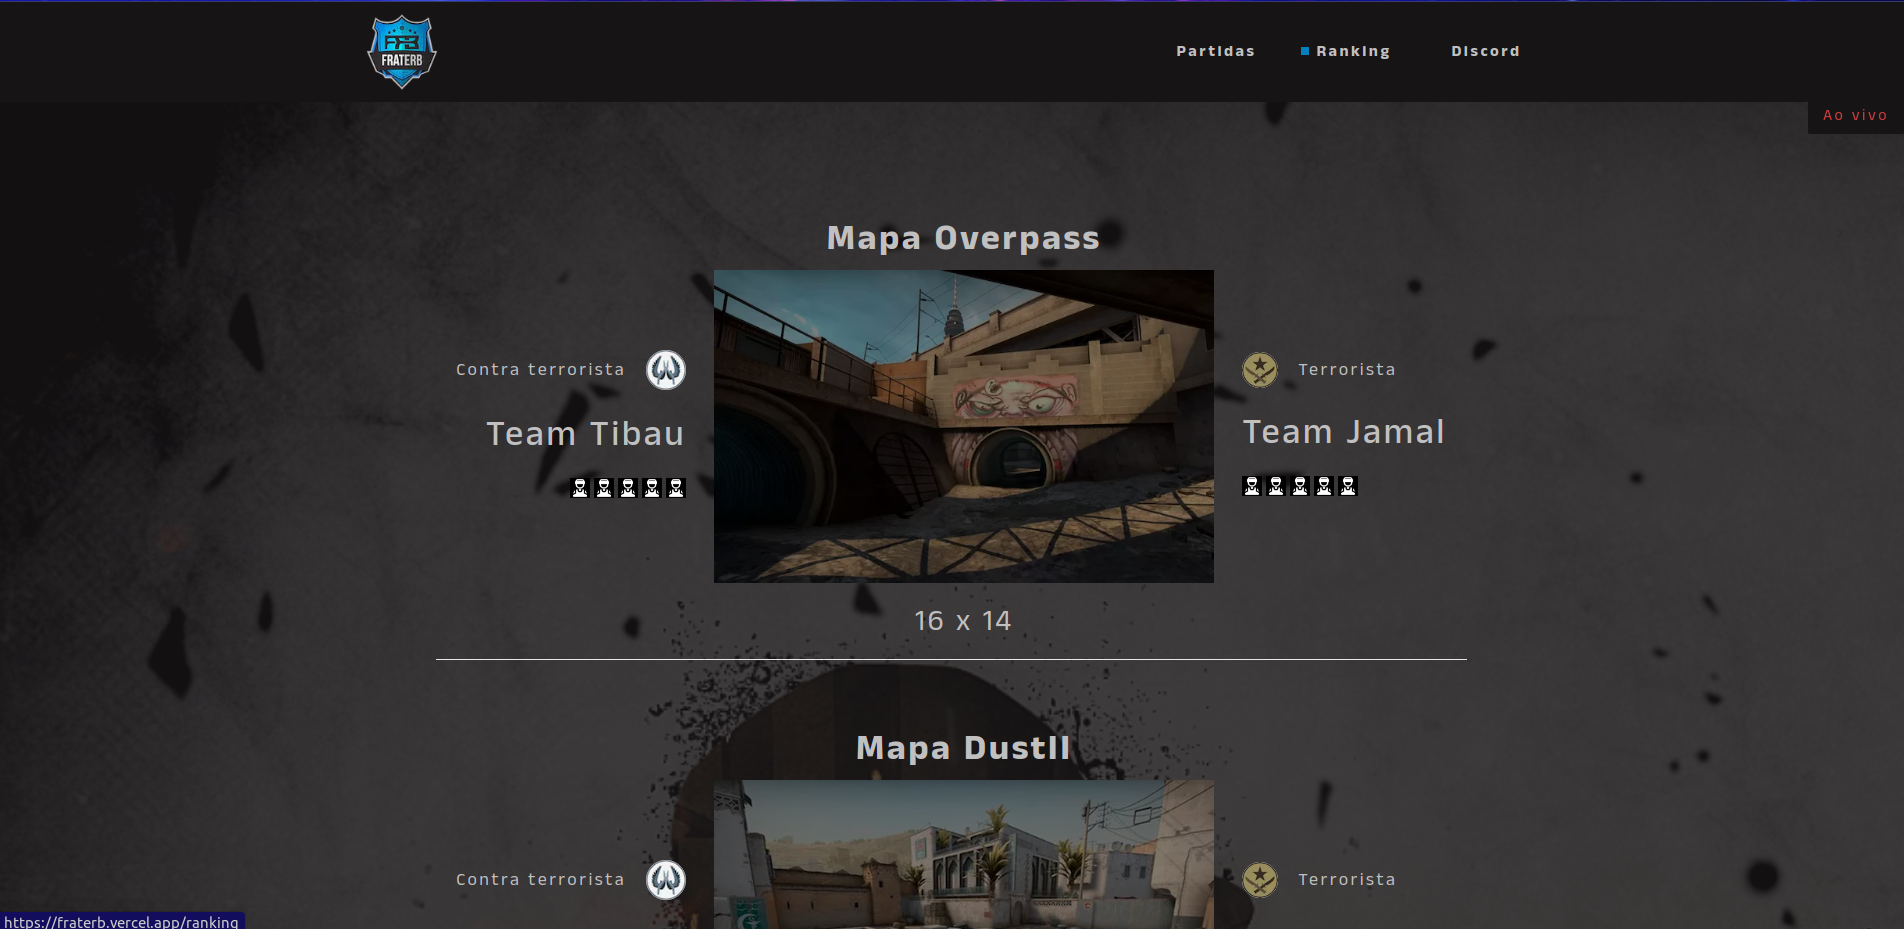 FRATERB
Partidas
Ranking
Discord
Ao vivo
Mapa Overpass
Contra terrorista
Terrorista
Team Tibau
Team Jamal
16 x 14
Mapa DustII
Contra terrorista
Terrorista
https://fraterb.vercel.app/ranking